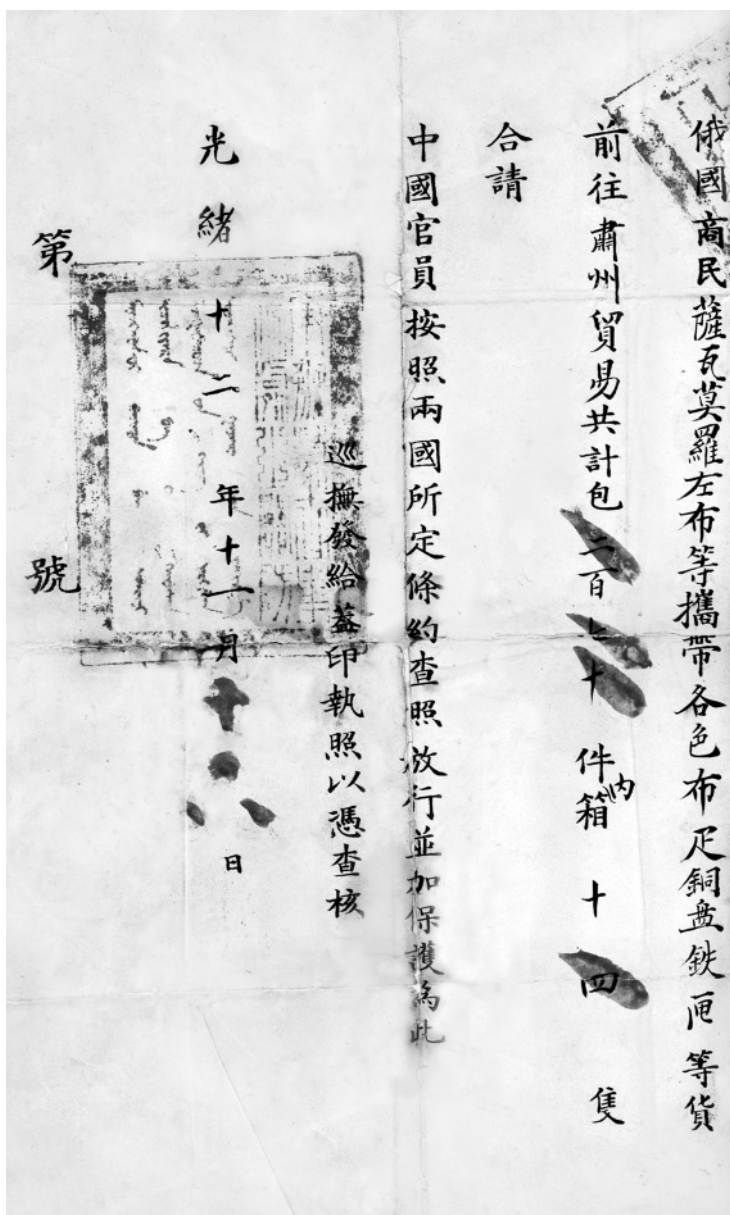 俄國商民薩瓦莫羅左布等攜帶各色布疋銅盘鉄匣等貨
前往肅州貿易共計包二百七十件内箱十四隻
合請
中國官員按照兩國所定條約查照放行並加保護為此
巡撫發給蓋印執照以憑查核
光緒十二年十一月十八日
第號